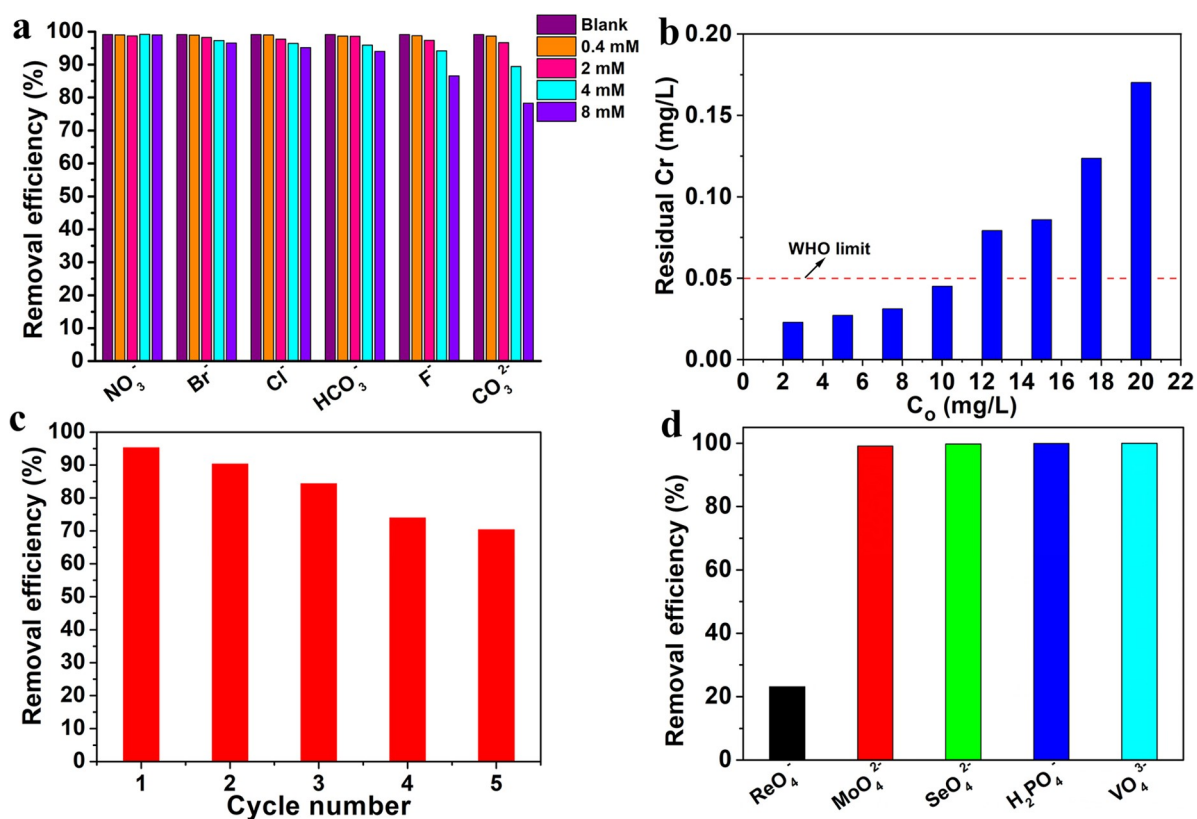 a
Removal efficiency (%)
100
90
80
70
60
50
40
30
20
10
0
NO₃⁻
Br⁻
Cl⁻
HCO₃⁻
F⁻
CO₃²⁻
Blank
0.4 mM
2 mM
4 mM
8 mM
b
Residual Cr (mg/L)
0.20
0.15
0.10
0.05
0.00
WHO limit
0 2 4 6 8 10 12 14 16 18 20 22
C₀ (mg/L)
c
Removal efficiency (%)
100
90
80
70
60
50
40
30
20
10
0
1 2 3 4 5
Cycle number
d
Removal efficiency (%)
100
80
60
40
20
0
ReO₄⁻
MoO₄²⁻
SeO₄²⁻
H₂PO₄⁻
VO₄³⁻